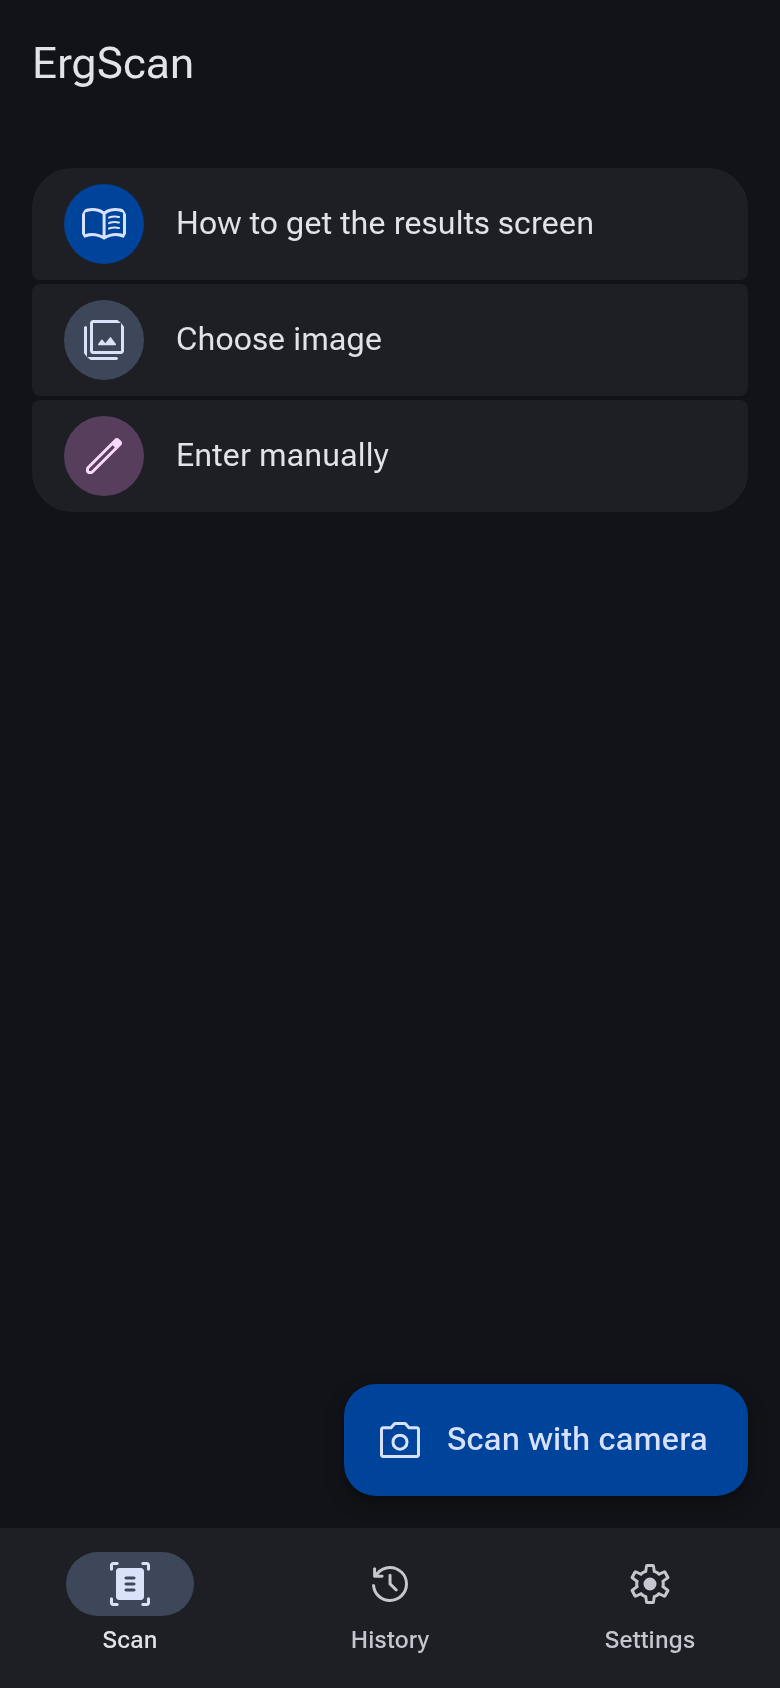 ErgScan
How to get the results screen
Choose image
Enter manually
Scan with camera
Scan
History
Settings